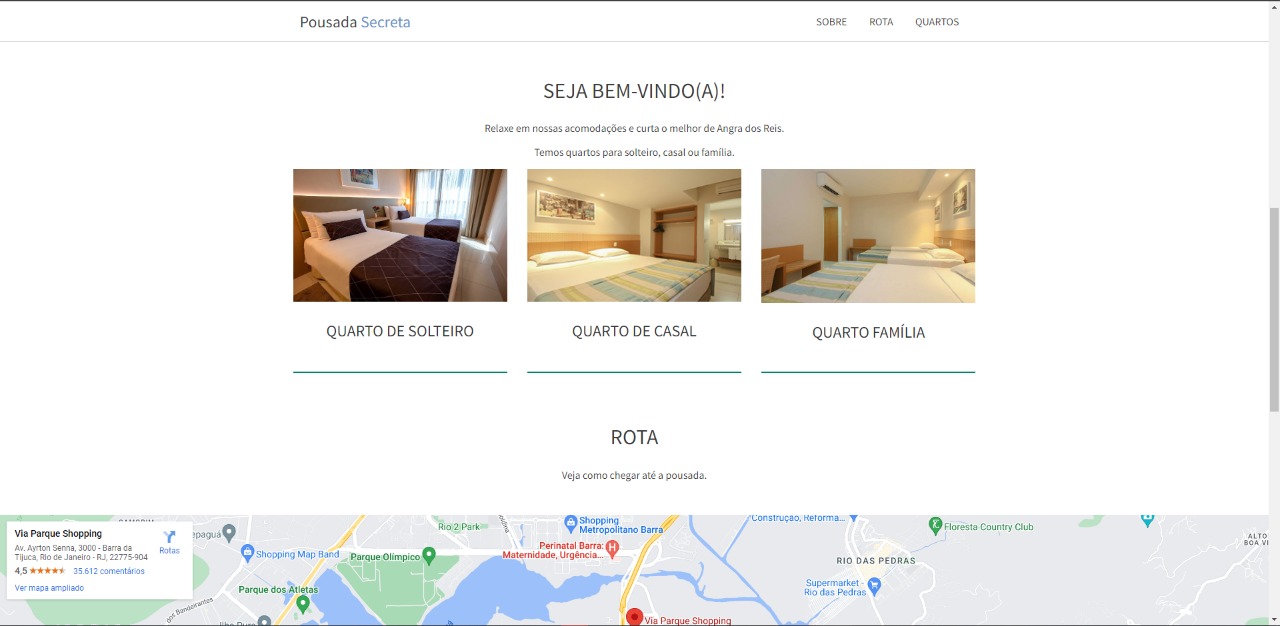 Pousada Secreta
SOBRE
ROTA
QUARTOS
SEJA BEM-VINDO(A)!
Relaxe em nossas acomodações e curta o melhor de Angra dos Reis.
Temos quartos para solteiro, casal ou família.
QUARTO DE SOLTEIRO
QUARTO DE CASAL
QUARTO FAMÍLIA
ROTA
Veja como chegar até a pousada.
Via Parque Shopping
Av. Ayrton Senna, 3000 - Barra da
Tijuca, Rio de Janeiro - RJ, 22775-904
4,5
35.612 comentários
Ver mapa ampliado
Rotas
Shopping Map Band
Parque dos Atletas
dos Bandeirantes
Parque Olímpico
Rio 2 Park
Shopping
Metropolitano Barra
Perinatal Barra:
Maternidade, Urgência...
Via Parque Shopping
Construção, Reforma...
RIO DAS PEDRAS
Supermarket -
Rio das Pedras
Floresta Country Club
ALTO
BOA VI